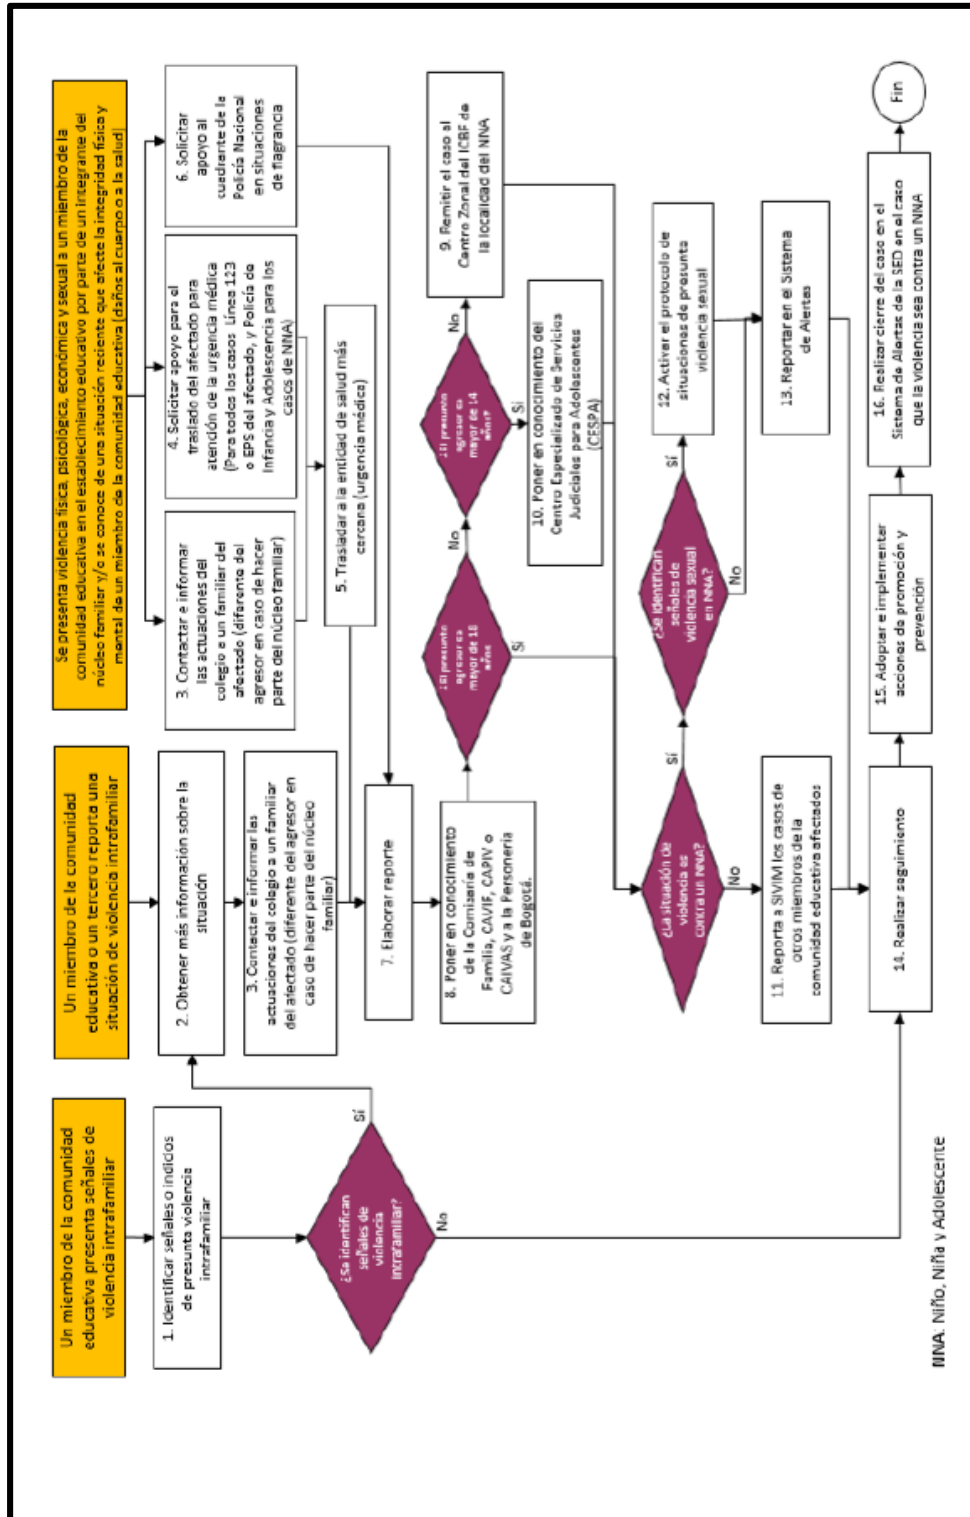 Un miembro de la comunidad
educativa presenta señales de
violencia intrafamiliar
Un miembro de la comunidad
educativa o un tercero reporta una
situación de violencia intrafamiliar
Se presenta violencia física, psicológica, económica y sexual a un miembro de la
comunidad educativa en el establecimiento educativo por parte de un integrante del
núcleo familiar y/o se conoce de una situación reciente que afecte la integridad física y
mental de un miembro de la comunidad educativa (daños al cuerpo o a la salud)
1. Identificar señales o indicios
de presunta violencia
intrafamiliar
¿Se identifican
señales de
violencia
intrafamiliar?
Sí
No
2. Obtener más información sobre la
situación
3. Contactar e informar las
actuaciones del colegio a un familiar
del afectado (diferente del agresor en
caso de hacer parte del núcleo
familiar)
3. Contactar e informar
las actuaciones del
colegio a un familiar del
afectado (diferente del
agresor en caso de hacer
parte del núcleo familiar)
4. Solicitar apoyo para el
traslado del afectado para
atención de la urgencia médica
(Para todos los casos Línea 123
o EPS del afectado, y Policía de
Infancia y Adolescencia para los
casos de NNA)
6. Solicitar
apoyo al
cuadrante de la
Policía Nacional
en situaciones
de flagrancia
5. Trasladar a la entidad de salud más
cercana (urgencia médica)
7. Elaborar reporte
8. Poner en conocimiento
de la Comisaría de
Familia, CAVIF, CAPIV o
CAIVAS y a la Personería
de Bogotá.
¿El presunto
agresor es
mayor de 18
años
No
Sí
¿El presunto
agresor es
mayor de 14
años?
No
Sí
9. Remitir el caso al
Centro Zonal del ICBF de
la localidad del NNA
10. Poner en conocimiento del
Centro Especializado de Servicios
Judiciales para Adolescentes
(CESPA)
¿La situación de
violencia es
contra un NNA?
Sí
No
¿Se identifican
señales de
violencia sexual
en NNA?
Sí
No
12. Activar el protocolo de
situaciones de presunta
violencia sexual
11. Reporta a SIVIM los casos de
otros miembros de la
comunidad educativa afectados
13. Reportar en el Sistema
de Alertas
14. Realizar seguimiento
15. Adoptar e implementar
acciones de promoción y
prevención
16. Realizar cierre del caso en el
Sistema de Alertas de la SED en el caso
que la violencia sea contra un NNA
Fin
NNA: Niño, Niña y Adolescente